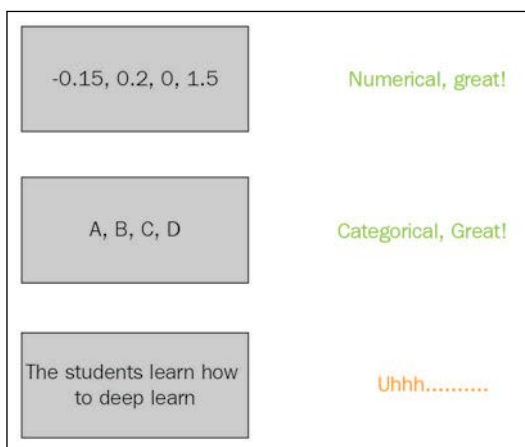 -0.15, 0.2, 0, 1.5
Numerical, great!
A, B, C, D
Categorical, Great!
The students learn how
to deep learn
Uhhh..........